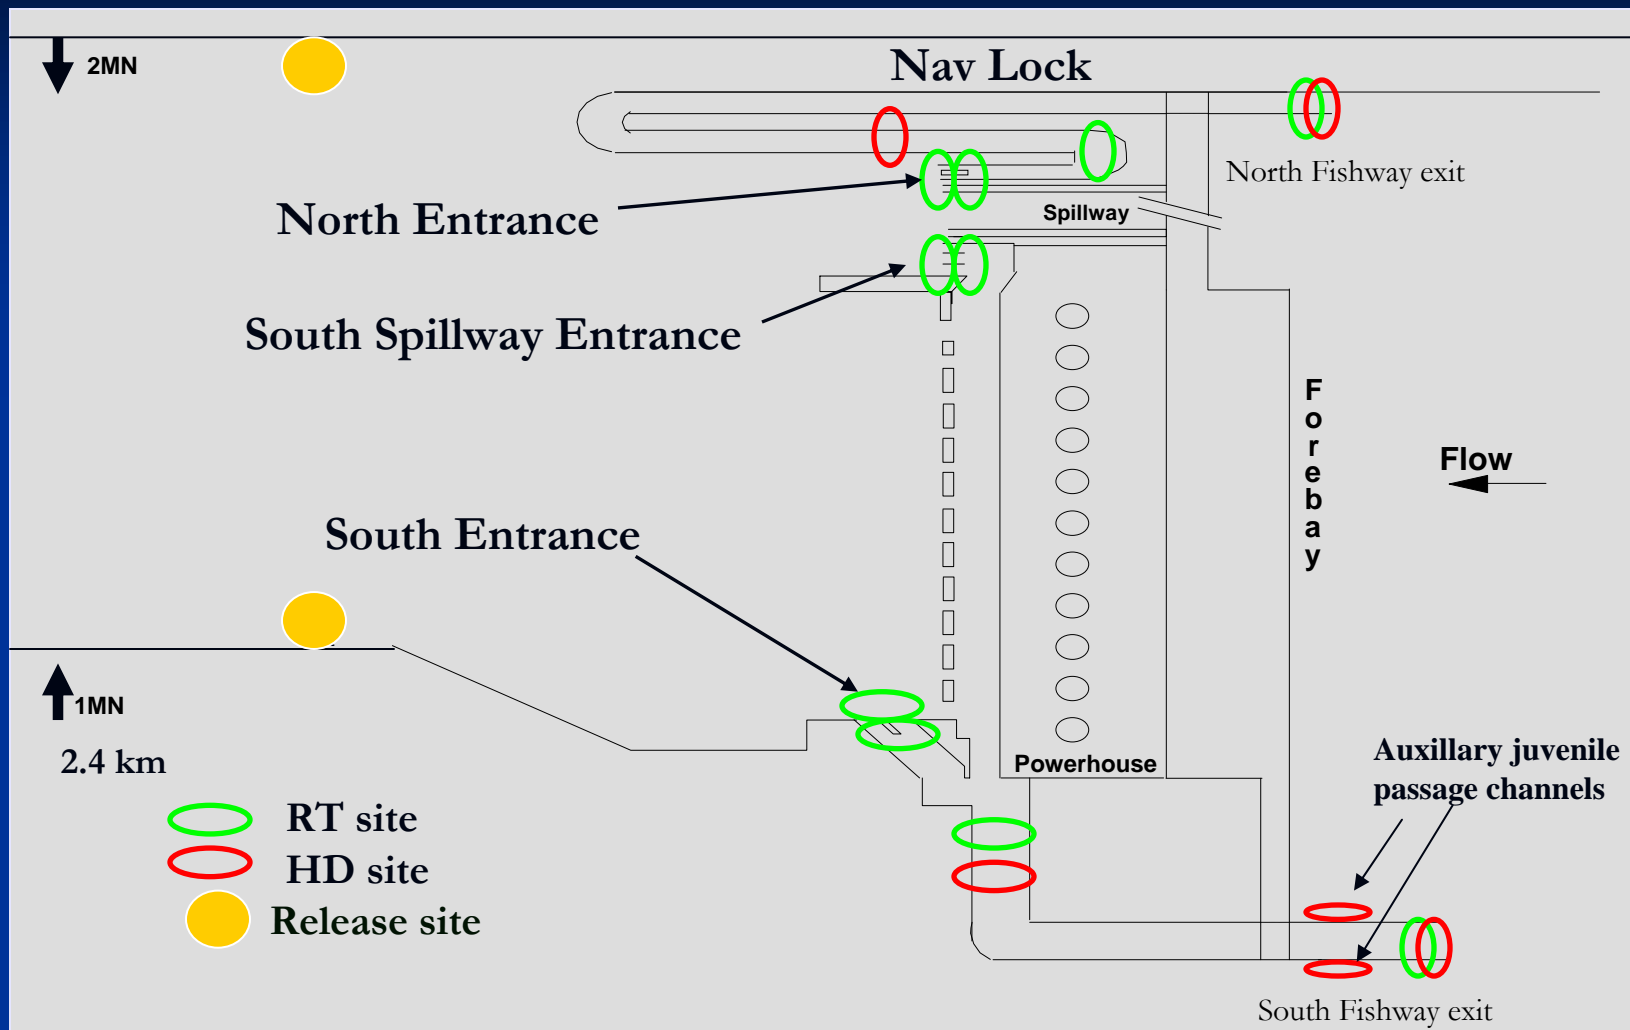 2MN
Nav Lock
North Fishway exit
North Entrance
Spillway
South Spillway Entrance
Forebay
Flow
South Entrance
1MN
2.4 km
Powerhouse
Auxillary juvenile
passage channels
RT site
HD site
Release site
South Fishway exit